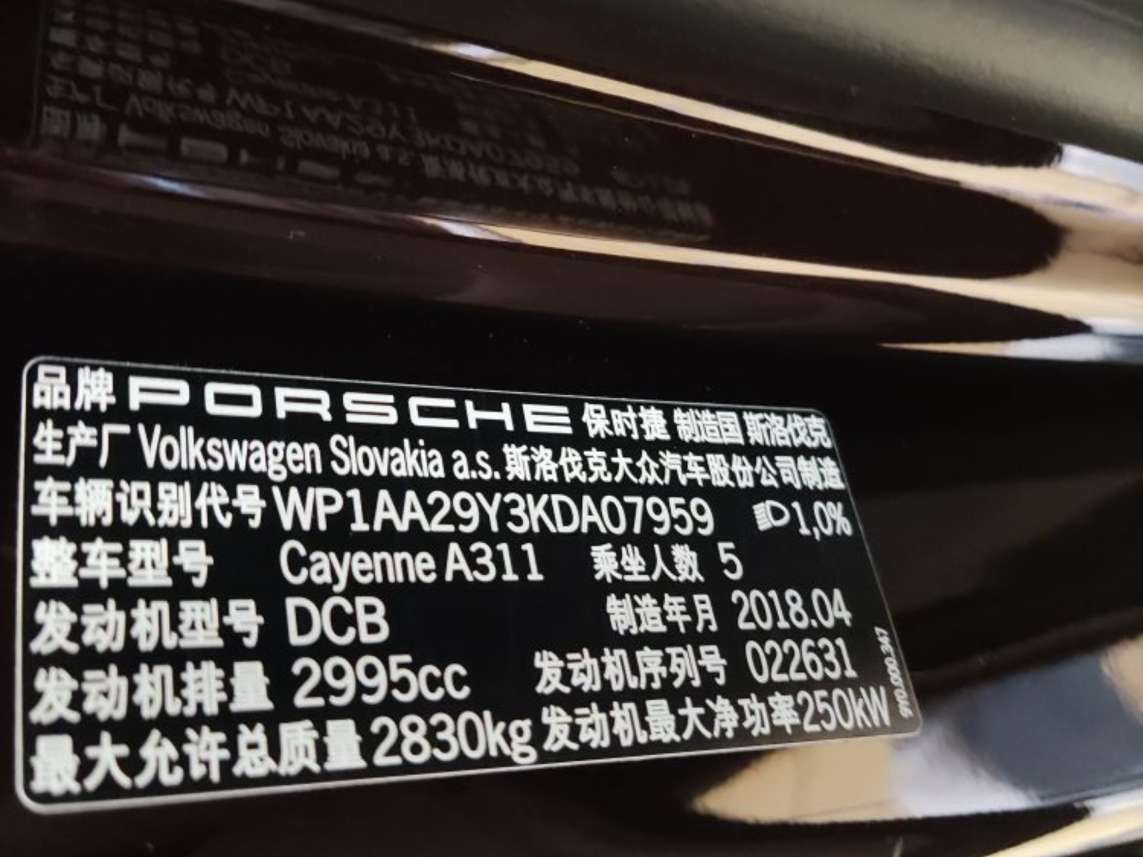 品牌 PORSCHE 保时捷 制造国 斯洛伐克
生产厂 Volkswagen Slovakia a.s. 斯洛伐克大众汽车股份公司制造
车辆识别代号 WP1AA29Y3KDA07959 1,0%
整车型号 Cayenne A311 乘坐人数 5
发动机型号 DCB 制造年月 2018.04
发动机排量 2995cc 发动机序列号 022631
最大允许总质量 2830kg 发动机最大净功率 250kW
9Y0.000.347